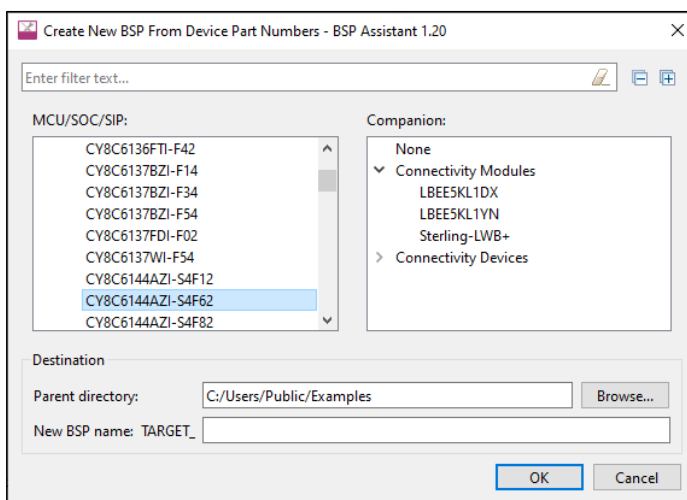 Create New BSP From Device Part Numbers - BSP Assistant 1.20
Enter filter text...
MCU/SOC/SIP:
CY8C6136FTI-F42
CY8C6137BZI-F14
CY8C6137BZI-F34
CY8C6137BZI-F54
CY8C6137FDI-F02
CY8C6137WI-F54
CY8C6144AZI-S4F12
CY8C6144AZI-S4F62
CY8C6144AZI-S4F82
Companion:
None
Connectivity Modules
LBEE5KL1DX
LBEE5KL1YN
Sterling-LWB+
Connectivity Devices
Destination
Parent directory: C:/Users/Public/Examples Browse...
New BSP name: TARGET_
OK Cancel